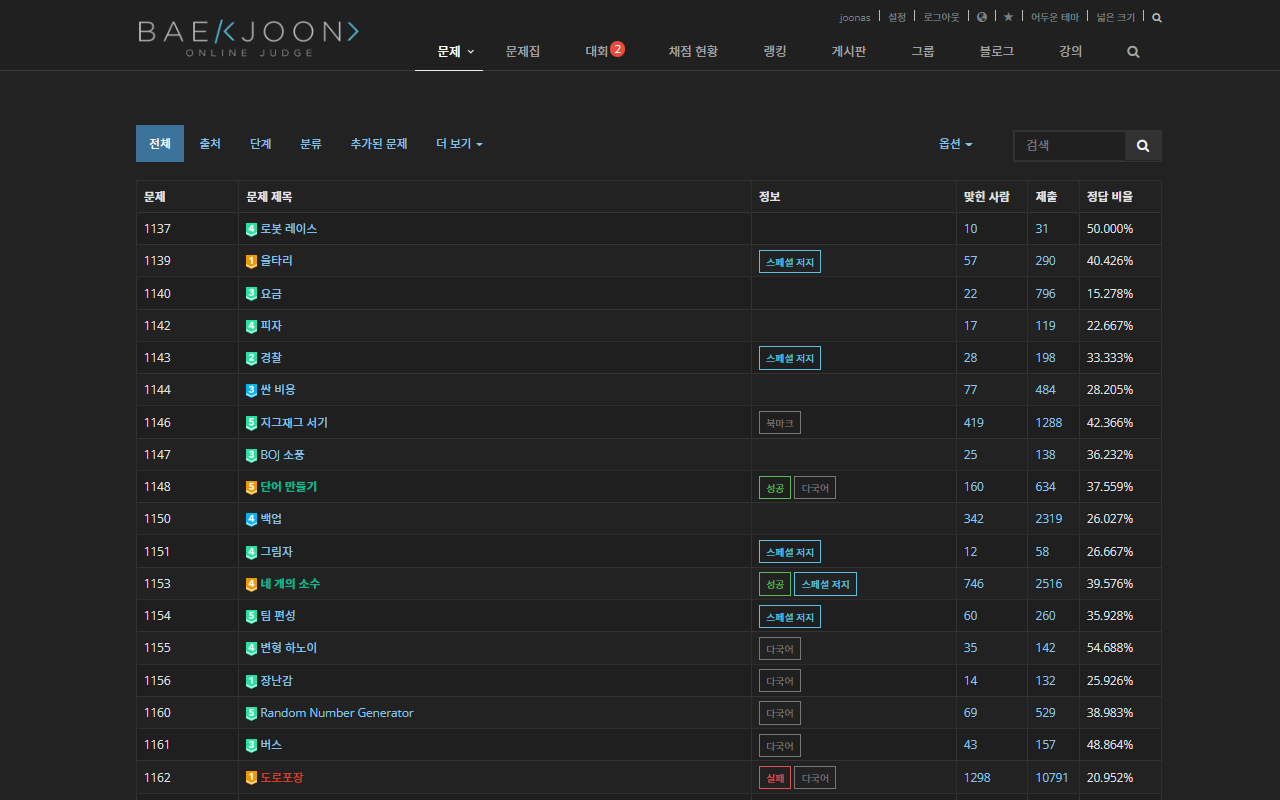 joonas 설정 로그아웃 어두운 테마 넓은 크기
BAEKJOON
ONLINE JUDGE
문제 문제집 대회 2 채점 현황 랭킹 게시판 그룹 블로그 강의
전체 출처 단계 분류 추가된 문제 더 보기 옵션 검색
문제 문제 제목 정보 맞힌 사람 제출 정답 비율
1137 4 로봇 레이스 10 31 50.000%
1139 1 울타리 스페셜 저지 57 290 40.426%
1140 3 요금 22 796 15.278%
1142 4 피자 17 119 22.667%
1143 2 경찰 스페셜 저지 28 198 33.333%
1144 3 싼 비용 77 484 28.205%
1146 5 지그재그 서기 북마크 419 1288 42.366%
1147 3 BOJ 소풍 25 138 36.232%
1148 5 단어 만들기 성공 다국어 160 634 37.559%
1150 4 백업 342 2319 26.027%
1151 4 그림자 스페셜 저지 12 58 26.667%
1153 4 네 개의 소수 성공 스페셜 저지 746 2516 39.576%
1154 5 팀 편성 스페셜 저지 60 260 35.928%
1155 4 변형 하노이 다국어 35 142 54.688%
1156 1 장난감 다국어 14 132 25.926%
1160 5 Random Number Generator 다국어 69 529 38.983%
1161 3 버스 다국어 43 157 48.864%
1162 1 도로포장 실패 다국어 1298 10791 20.952%